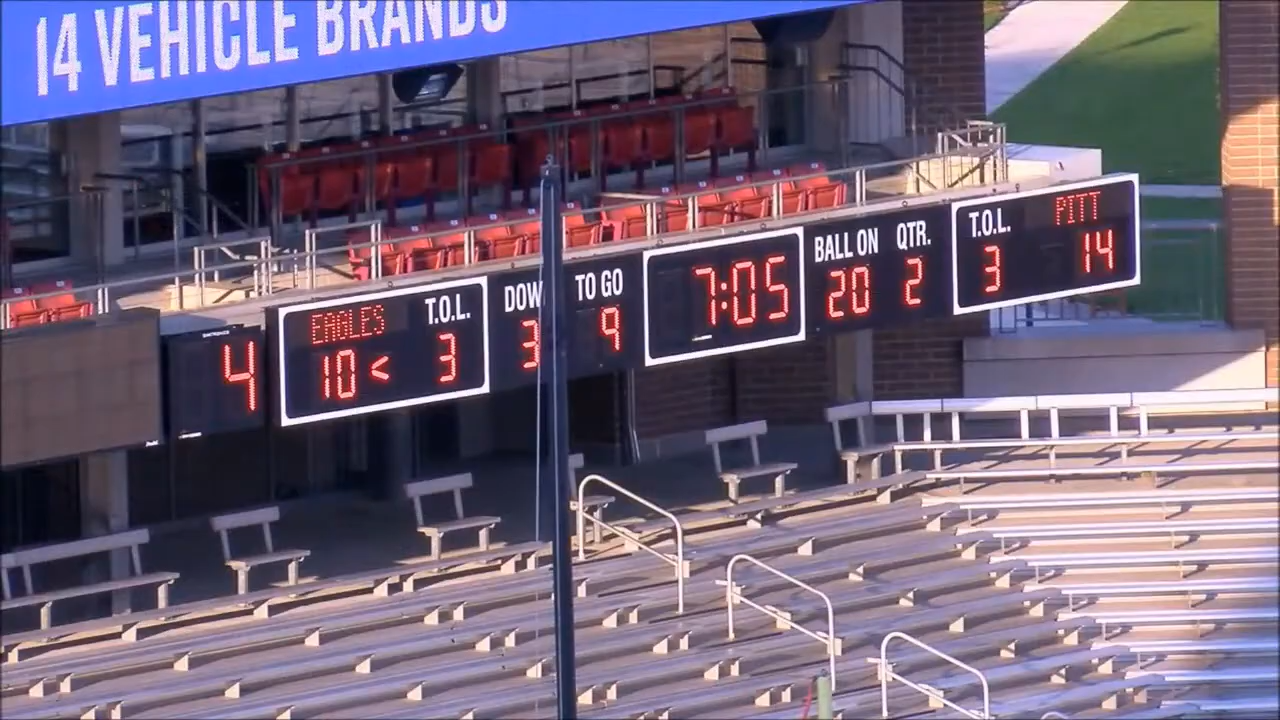 14 VEHICLE BRANDS
4
EAGLES T.O.L.
10 < 3
DOW TO GO
3 9
7:05
BALL ON QTR.
20 2
T.O.L. PITT
3 14